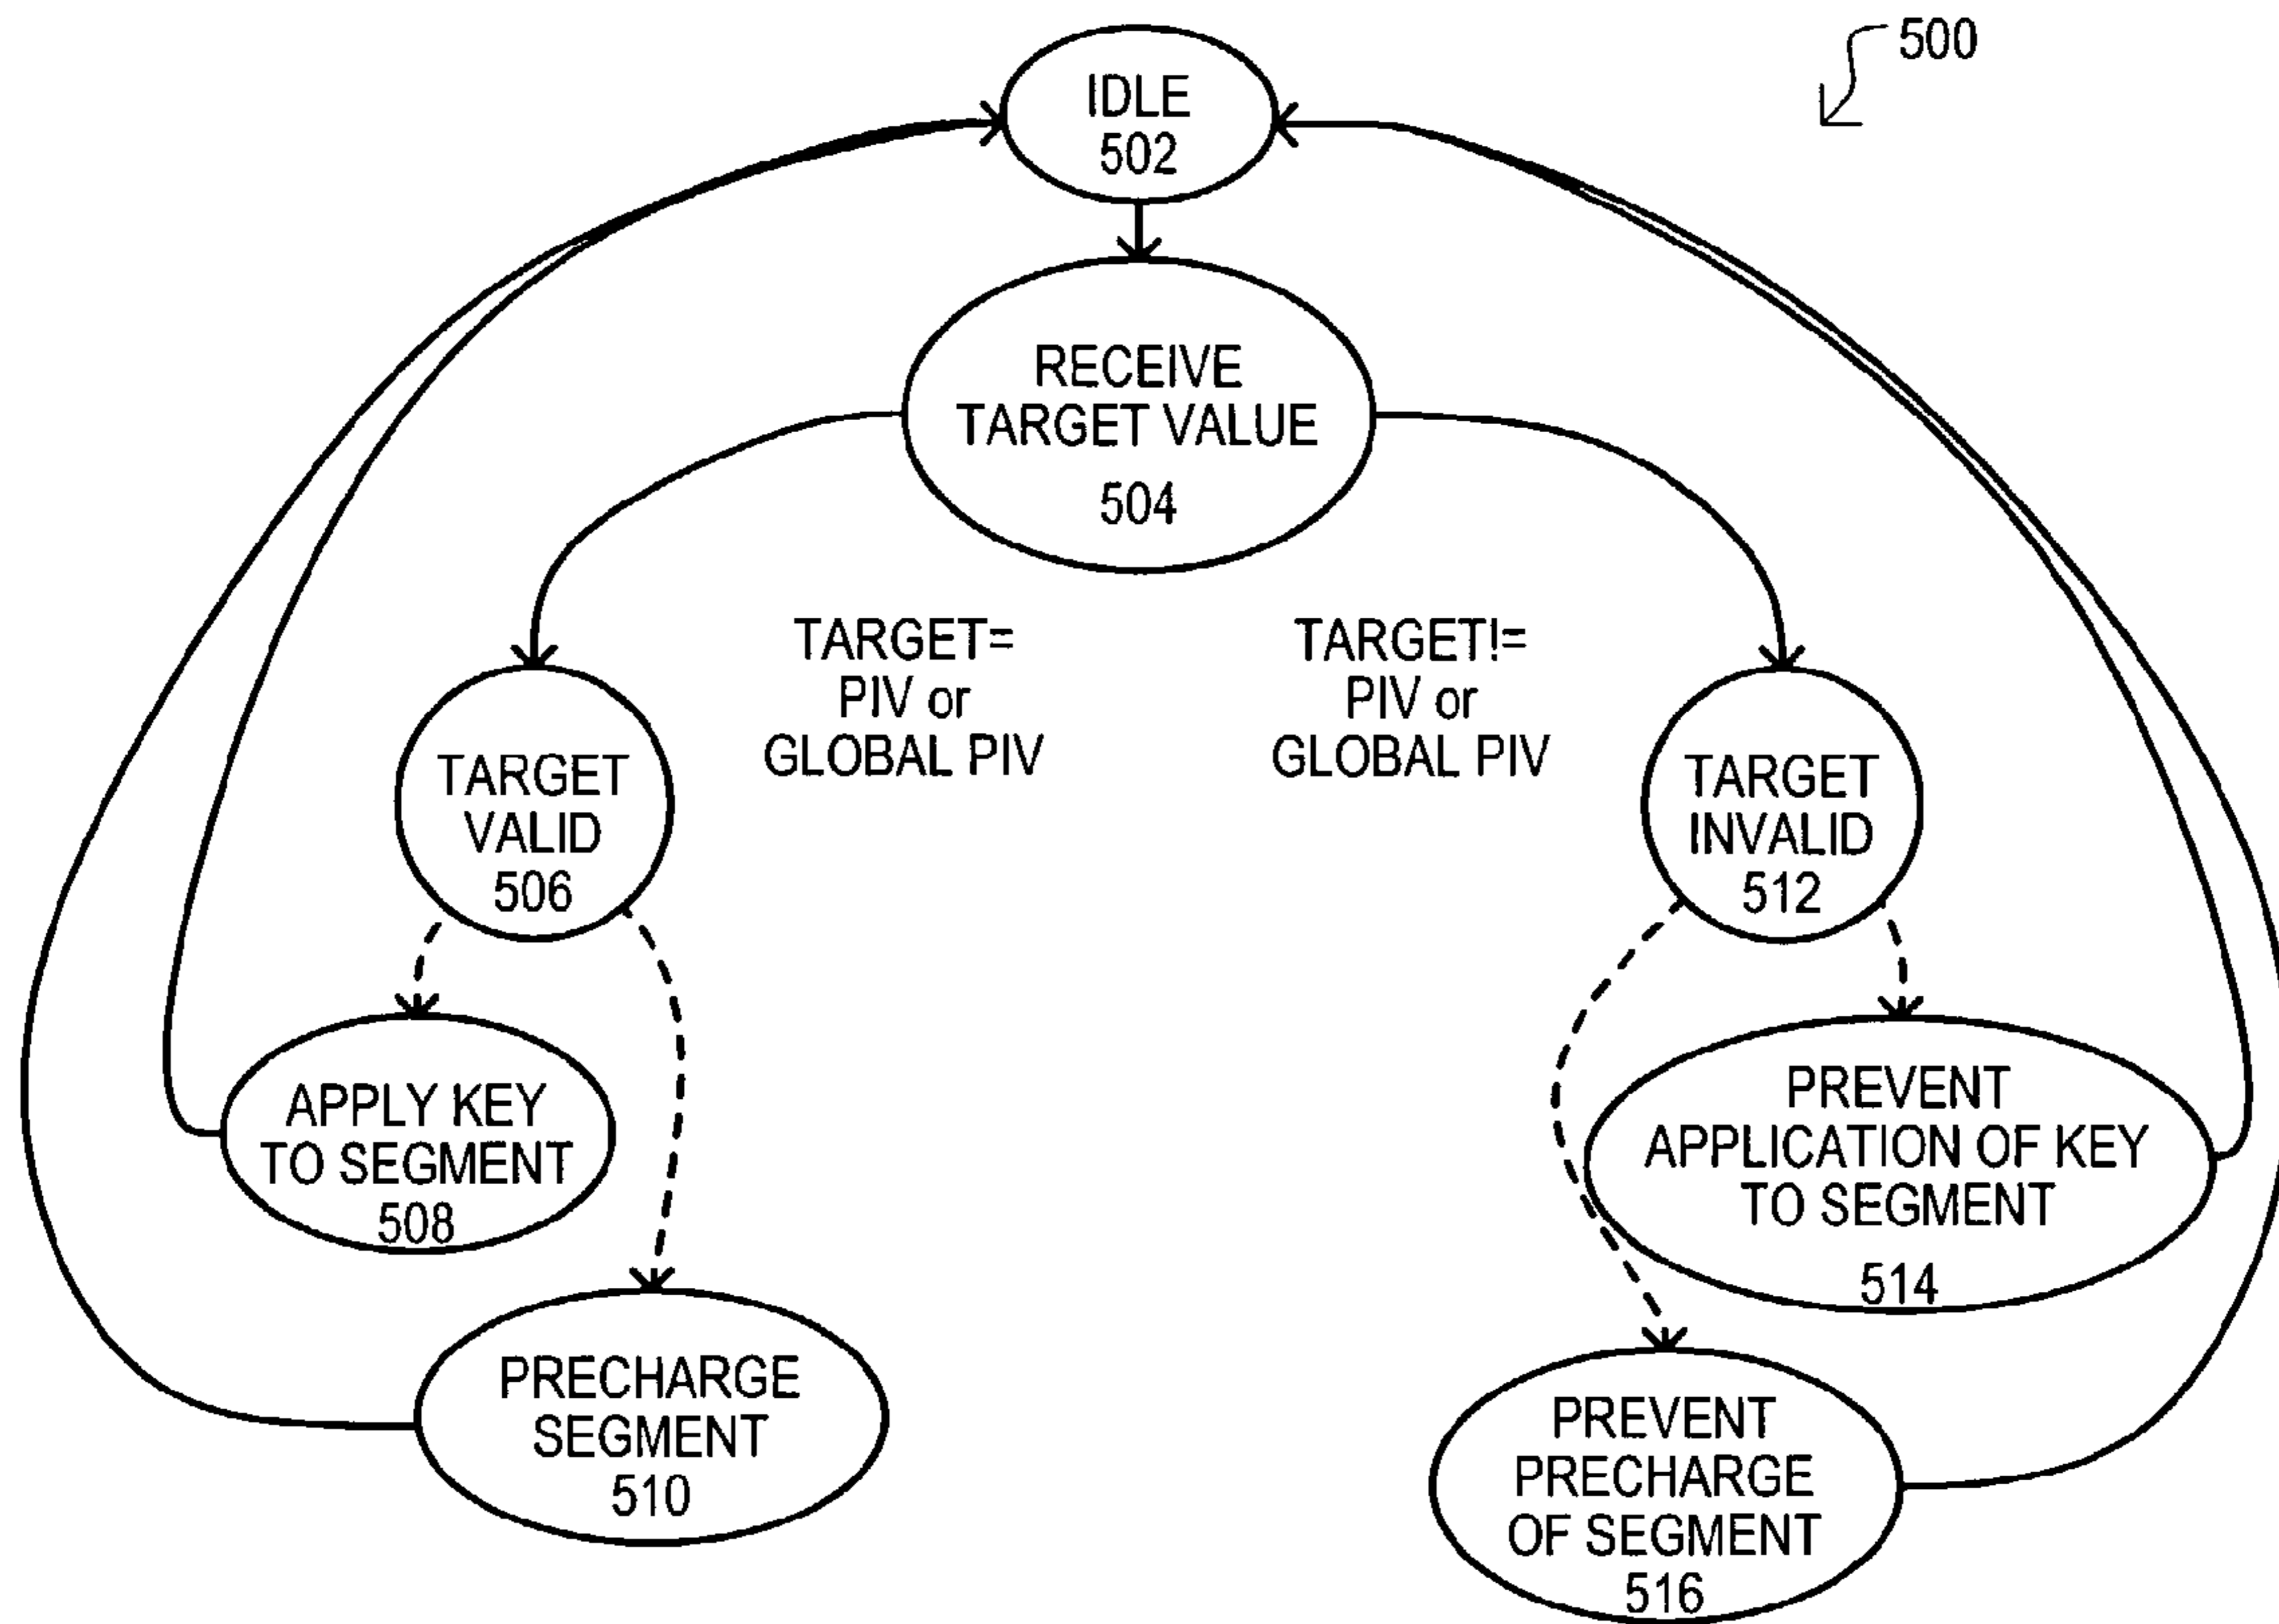 500
IDLE
502
RECEIVE
TARGET VALUE
504
TARGET=
PIV or
GLOBAL PIV
TARGET!=
PIV or
GLOBAL PIV
TARGET
VALID
506
TARGET
INVALID
512
APPLY KEY
TO SEGMENT
508
PREVENT
APPLICATION OF KEY
TO SEGMENT
514
PRECHARGE
SEGMENT
510
PREVENT
PRECHARGE
OF SEGMENT
516